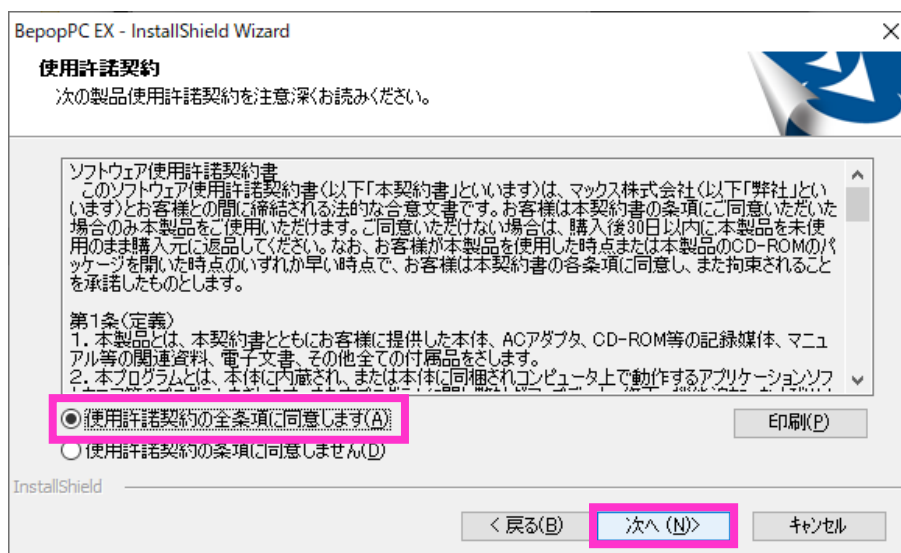 BepopPC EX - InstallShield Wizard
使用許諾契約
次の製品使用許諾契約を注意深くお読みください。
ソフトウェア使用許諾契約書
このソフトウェア使用許諾契約書(以下「本契約書」といいます)は、マックス株式会社(以下「弊社」とい
います)とお客様との間に締結される法的な合意文書です。お客様は本契約書の条項にご同意いただいた
場合のみ本製品をご使用いただけます。ご同意いただけない場合は、購入後30日以内に本製品を未使
用のまま購入元に返品してください。なお、お客様が本製品を使用した時点または本製品のCD-ROMのパ
ッケージを開いた時点のいずれか早い時点で、お客様は本契約書の各条項に同意し、また拘束されること
を承諾したものとします。
第1条(定義)
1. 本製品とは、本契約書とともにお客様に提供した本体、ACアダプタ、CD-ROM等の記録媒体、マニュ
アル等の関連資料、電子文書、その他全ての付属品をさします。
2. 本プログラムとは、本体に内蔵され、または本体に同梱されコンピュータ上で動作するアプリケーションソフ
使用許諾契約の全条項に同意します(A)
印刷(P)
使用許諾契約の条項に同意しません(D)
InstallShield
< 戻る(B)
次へ (N)>
キャンセル